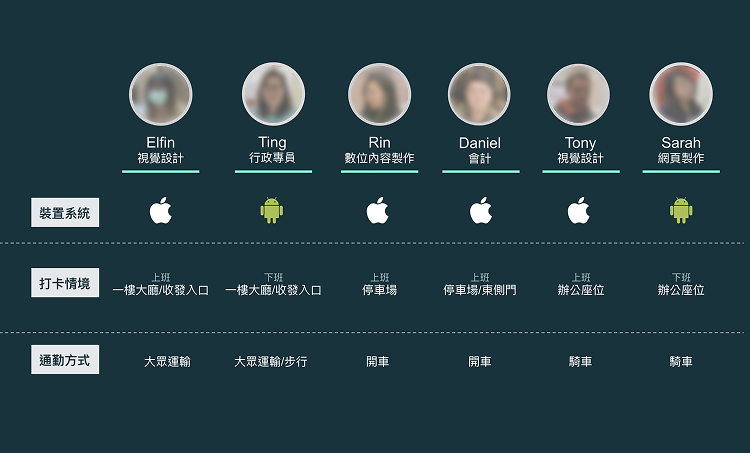 Elfin
視覺設計
Ting
行政專員
Rin
數位內容製作
Daniel
會計
Tony
視覺設計
Sarah
網頁製作
裝置系統
打卡情境
上班
一樓大廳/收發入口
下班
一樓大廳/收發入口
上班
停車場
上班
停車場/東側門
上班
辦公座位
下班
辦公座位
通勤方式
大眾運輸
大眾運輸/步行
開車
開車
騎車
騎車